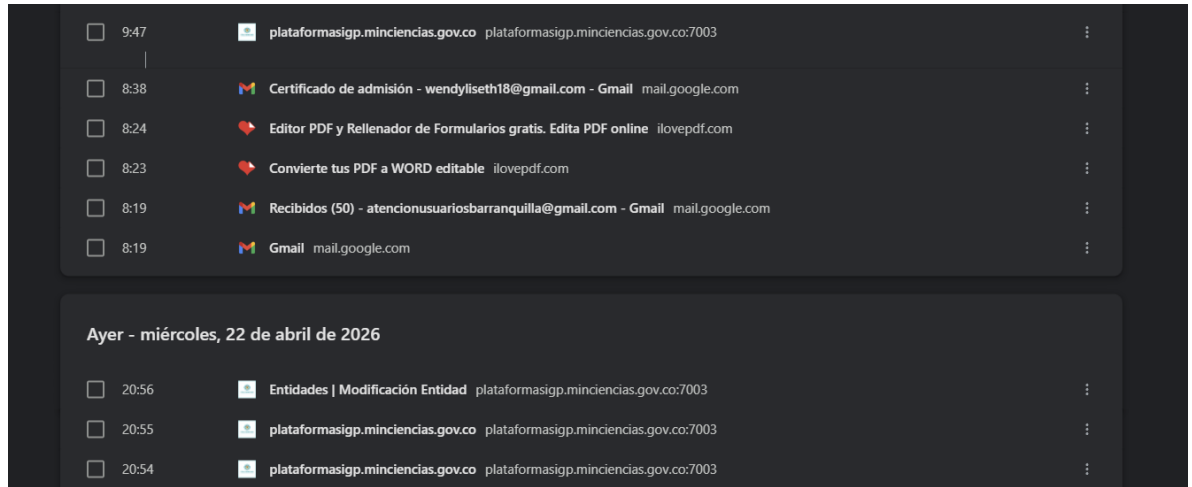 9:47 plataformasigp.minciencias.gov.co plataformasigp.minciencias.gov.co:7003
8:38 Certificado de admisión - wendyliseth18@gmail.com - Gmail mail.google.com
8:24 Editor PDF y Rellenador de Formularios gratis. Edita PDF online ilovepdf.com
8:23 Convierte tus PDF a WORD editable ilovepdf.com
8:19 Recibidos (50) - atencionusuariosbarranquilla@gmail.com - Gmail mail.google.com
8:19 Gmail mail.google.com
Ayer - miércoles, 22 de abril de 2026
20:56 Entidades | Modificación Entidad plataformasigp.minciencias.gov.co:7003
20:55 plataformasigp.minciencias.gov.co plataformasigp.minciencias.gov.co:7003
20:54 plataformasigp.minciencias.gov.co plataformasigp.minciencias.gov.co:7003